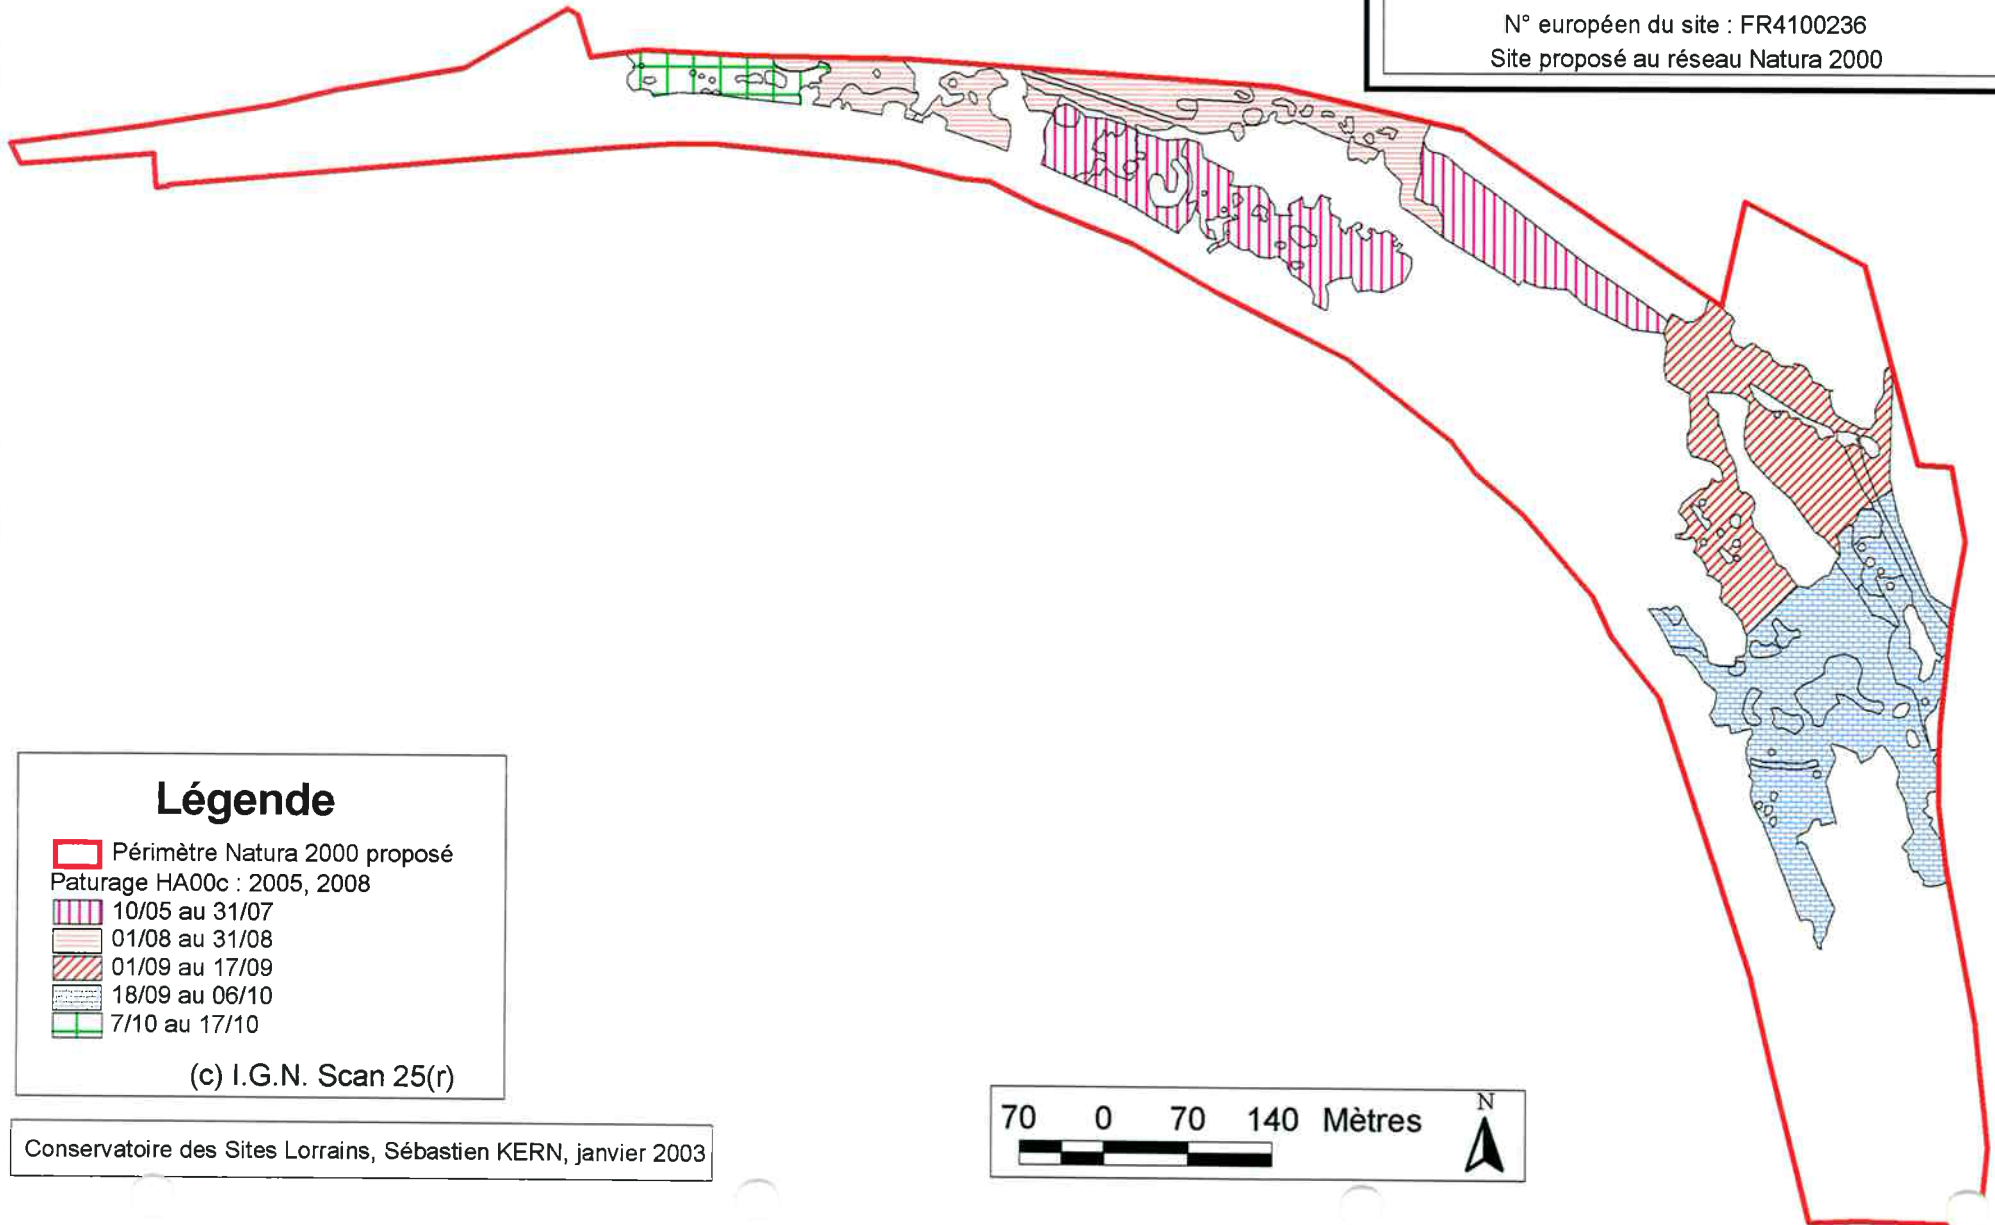 N° européen du site : FR4100236
Site proposé au réseau Natura 2000
Légende
Périmètre Natura 2000 proposé
Paturage HA00c : 2005, 2008
10/05 au 31/07
01/08 au 31/08
01/09 au 17/09
18/09 au 06/10
7/10 au 17/10
(c) I.G.N. Scan 25(r)
Conservatoire des Sites Lorrains, Sébastien KERN, janvier 2003
70 0 70 140 Mètres
N